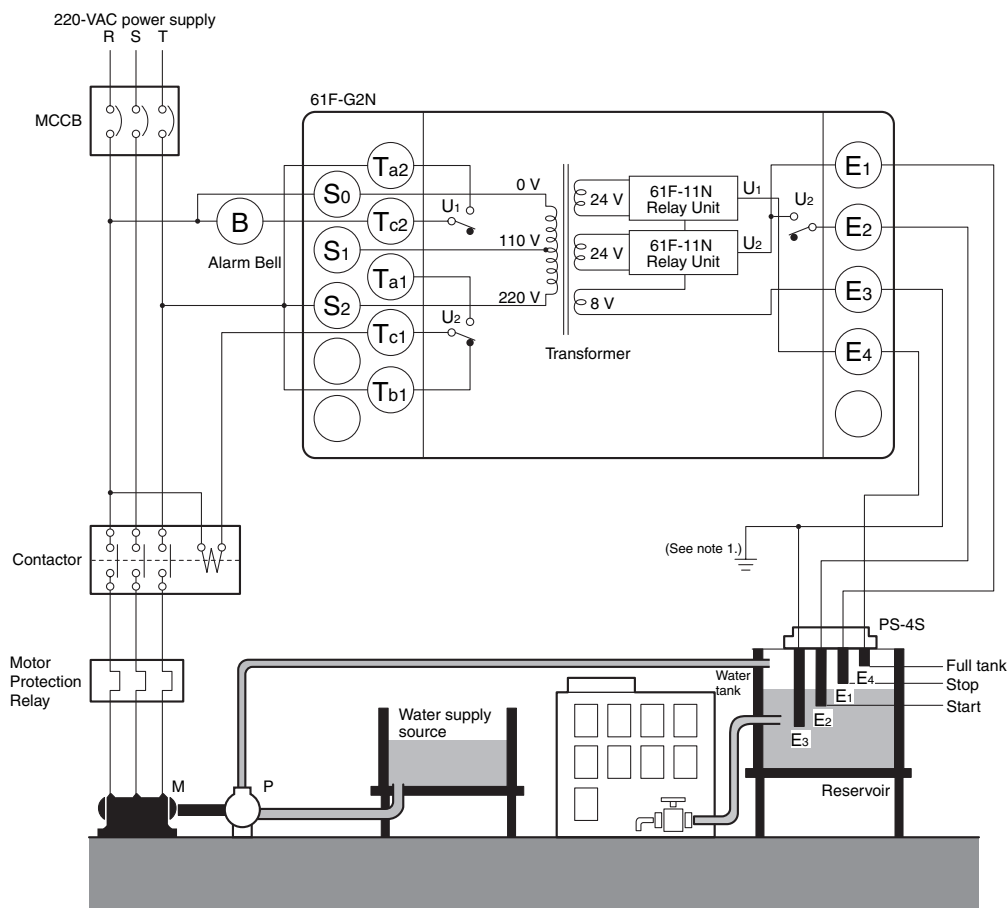 220-VAC power supply
R S T
MCCB
61F-G2N
Ta2
S0
B
Tc2
U1
Alarm Bell
S1
Ta1
S2
U2
Tc1
Tb1
0 V
110 V
220 V
24 V
61F-11N
Relay Unit
U1
24 V
61F-11N
Relay Unit
U2
8 V
Transformer
U2
E1
E2
E3
E4
Contactor
(See note 1.)
PS-4S
Motor
Protection
Relay
Water
tank
E4
E1
E2
E3
Full tank
Stop
Start
Water supply
source
Reservoir
M
P